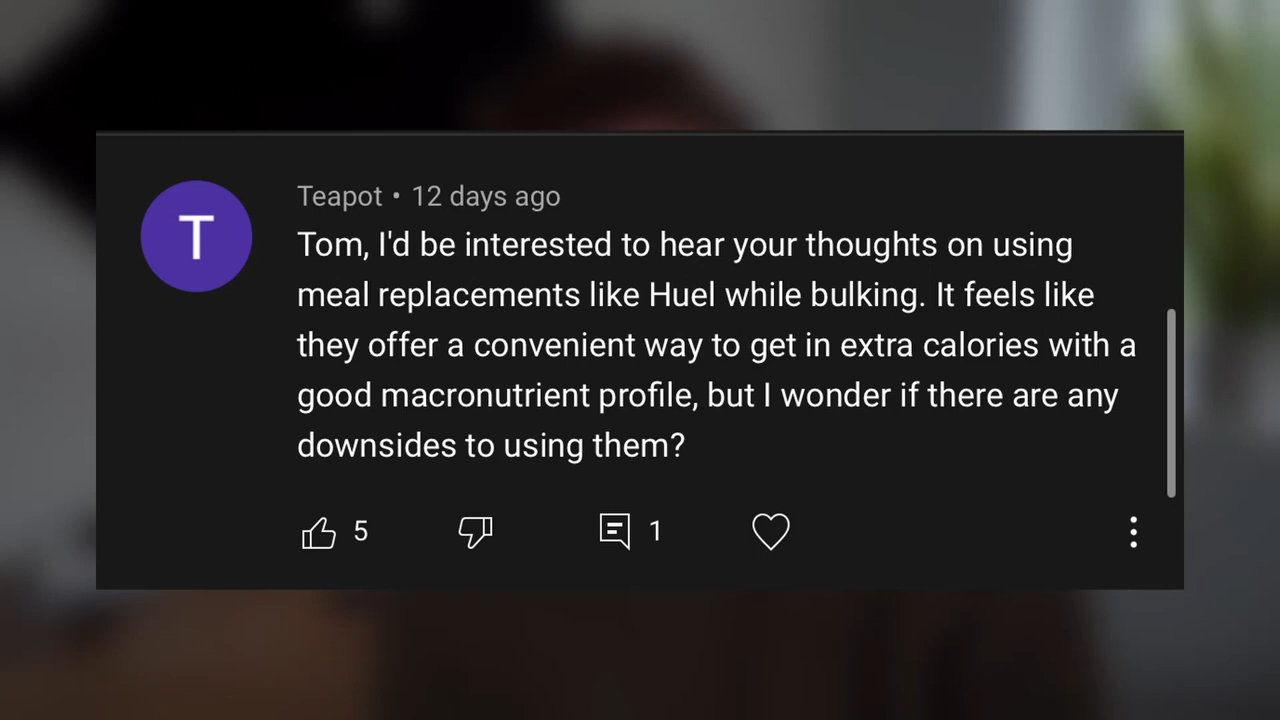 T
Teapot • 12 days ago
Tom, I'd be interested to hear your thoughts on using
meal replacements like Huel while bulking. It feels like
they offer a convenient way to get in extra calories with a
good macronutrient profile, but I wonder if there are any
downsides to using them?
5
1